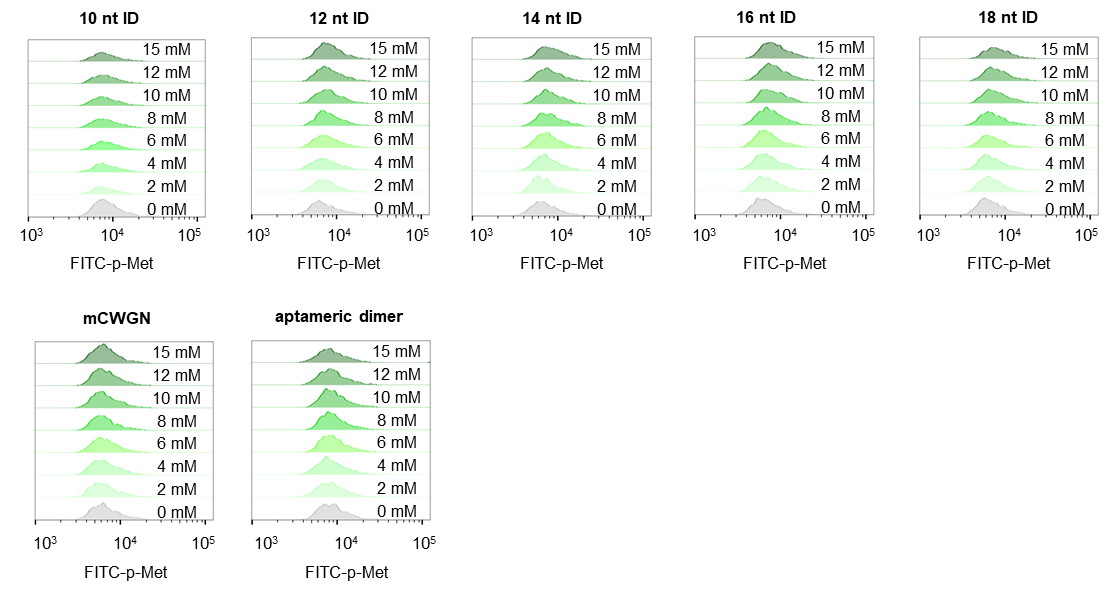 10 nt ID
15 mM
12 mM
10 mM
8 mM
6 mM
4 mM
2 mM
0 mM
10³ 10⁴ 10⁵
FITC-p-Met
12 nt ID
15 mM
12 mM
10 mM
8 mM
6 mM
4 mM
2 mM
0 mM
10³ 10⁴ 10⁵
FITC-p-Met
14 nt ID
15 mM
12 mM
10 mM
8 mM
6 mM
4 mM
2 mM
0 mM
10³ 10⁴ 10⁵
FITC-p-Met
16 nt ID
15 mM
12 mM
10 mM
8 mM
6 mM
4 mM
2 mM
0 mM
10³ 10⁴ 10⁵
FITC-p-Met
18 nt ID
15 mM
12 mM
10 mM
8 mM
6 mM
4 mM
2 mM
0 mM
10³ 10⁴ 10⁵
FITC-p-Met
mCWGN
15 mM
12 mM
10 mM
8 mM
6 mM
4 mM
2 mM
0 mM
10³ 10⁴ 10⁵
FITC-p-Met
aptameric dimer
15 mM
12 mM
10 mM
8 mM
6 mM
4 mM
2 mM
0 mM
10³ 10⁴ 10⁵
FITC-p-Met